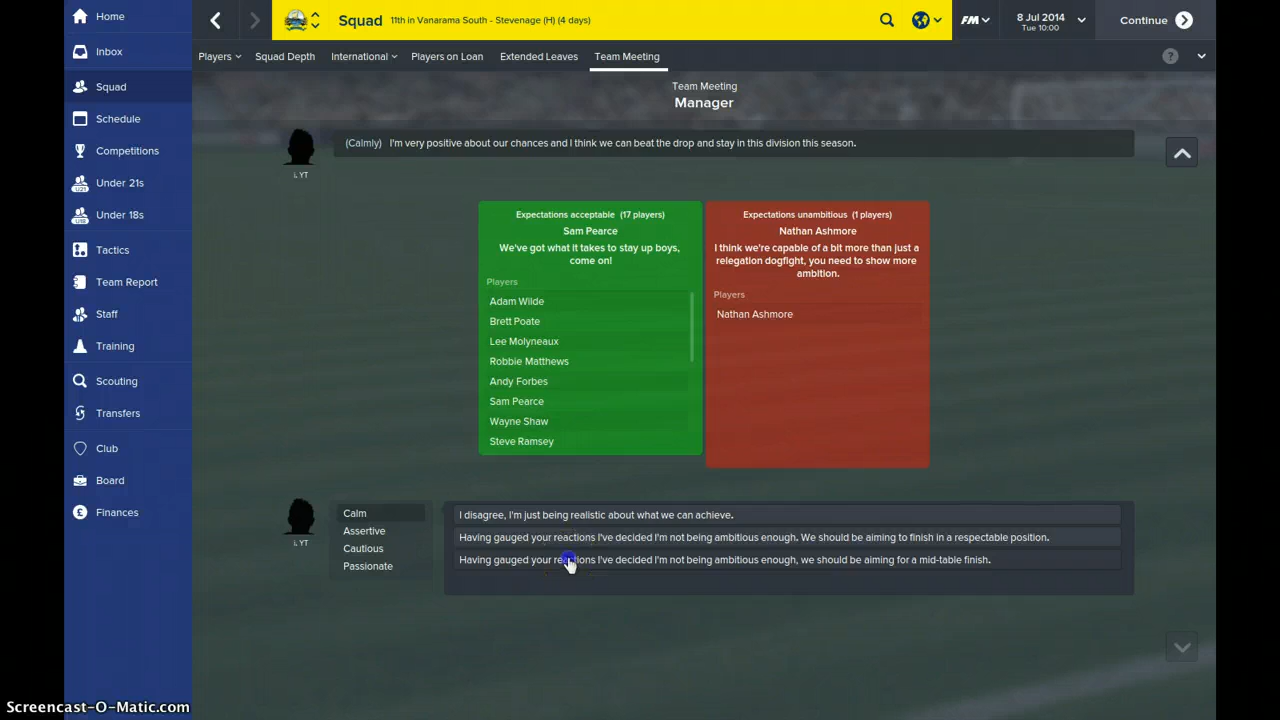 Home
Inbox
Squad
Schedule
Competitions
Under 21s
Under 18s
Tactics
Team Report
Staff
Training
Scouting
Transfers
Club
Board
Finances
Squad 11th in Vanarama South - Stevenage (H) (4 days)
FM
8 Jul 2014
Tue 10:00
Continue
Players
Squad Depth
International
Players on Loan
Extended Leaves
Team Meeting
?
Team Meeting
Manager
(Calmly) I'm very positive about our chances and I think we can beat the drop and stay in this division this season.
i, YT
Expectations acceptable (17 players)
Sam Pearce
We've got what it takes to stay up boys,
come on!
Players
Adam Wilde
Brett Poate
Lee Molyneaux
Robbie Matthews
Andy Forbes
Sam Pearce
Wayne Shaw
Steve Ramsey
Expectations unambitious (1 players)
Nathan Ashmore
I think we're capable of a bit more than just a
relegation dogfight, you need to show more
ambition.
Players
Nathan Ashmore
i, YT
Calm
Assertive
Cautious
Passionate
I disagree, I'm just being realistic about what we can achieve.
Having gauged your reactions I've decided I'm not being ambitious enough. We should be aiming to finish in a respectable position.
Having gauged your reactions I've decided I'm not being ambitious enough, we should be aiming for a mid-table finish.
Screencast-O-Matic.com